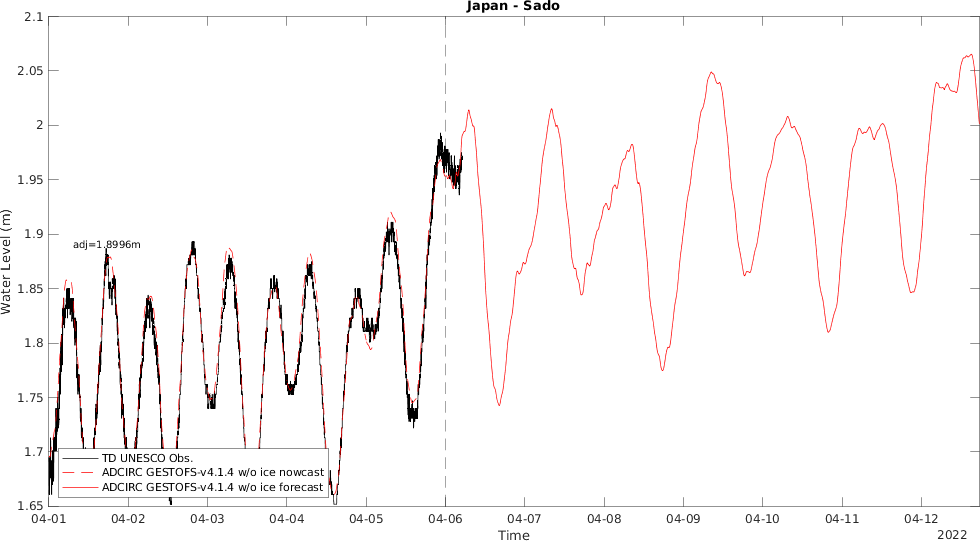 Japan - Sado
2.1
2.05
2
1.95
1.9
1.85
1.8
1.75
1.7
1.65
Water Level (m)
adj=1.8996m
TD UNESCO Obs.
ADCIRC GESTOFS-v4.1.4 w/o ice nowcast
ADCIRC GESTOFS-v4.1.4 w/o ice forecast
04-01 04-02 04-03 04-04 04-05 04-06 04-07 04-08 04-09 04-10 04-11 04-12
Time
2022